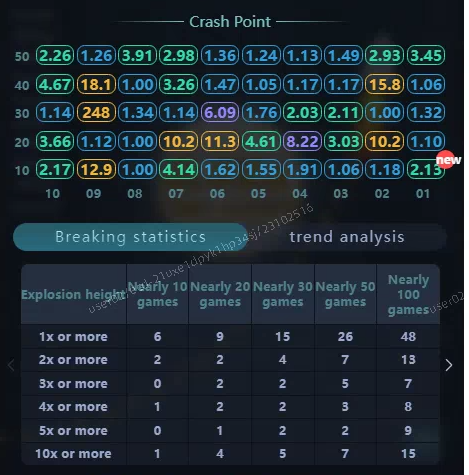 Crash Point
50 2.26 1.26 3.91 2.98 1.36 1.24 1.13 1.49 2.93 3.45
40 4.67 18.1 1.00 3.26 1.47 1.05 1.17 1.17 15.8 1.06
30 1.14 248 1.34 1.14 6.09 1.76 2.03 2.11 1.00 1.32
20 3.66 1.12 1.00 10.2 11.3 4.61 8.22 3.03 10.2 1.10
new
10 2.17 12.9 1.00 4.14 1.62 1.55 1.91 1.06 1.18 2.13
10 09 08 07 06 05 04 03 02 01
Breaking statistics trend analysis
Explosion height Nearly 10 games Nearly 20 games Nearly 30 games Nearly 50 games Nearly 100 games
1x or more 6 9 15 26 48
2x or more 2 2 4 7 13
3x or more 0 2 2 5 7
4x or more 1 2 2 3 8
5x or more 0 1 2 2 9
10x or more 1 4 5 7 15